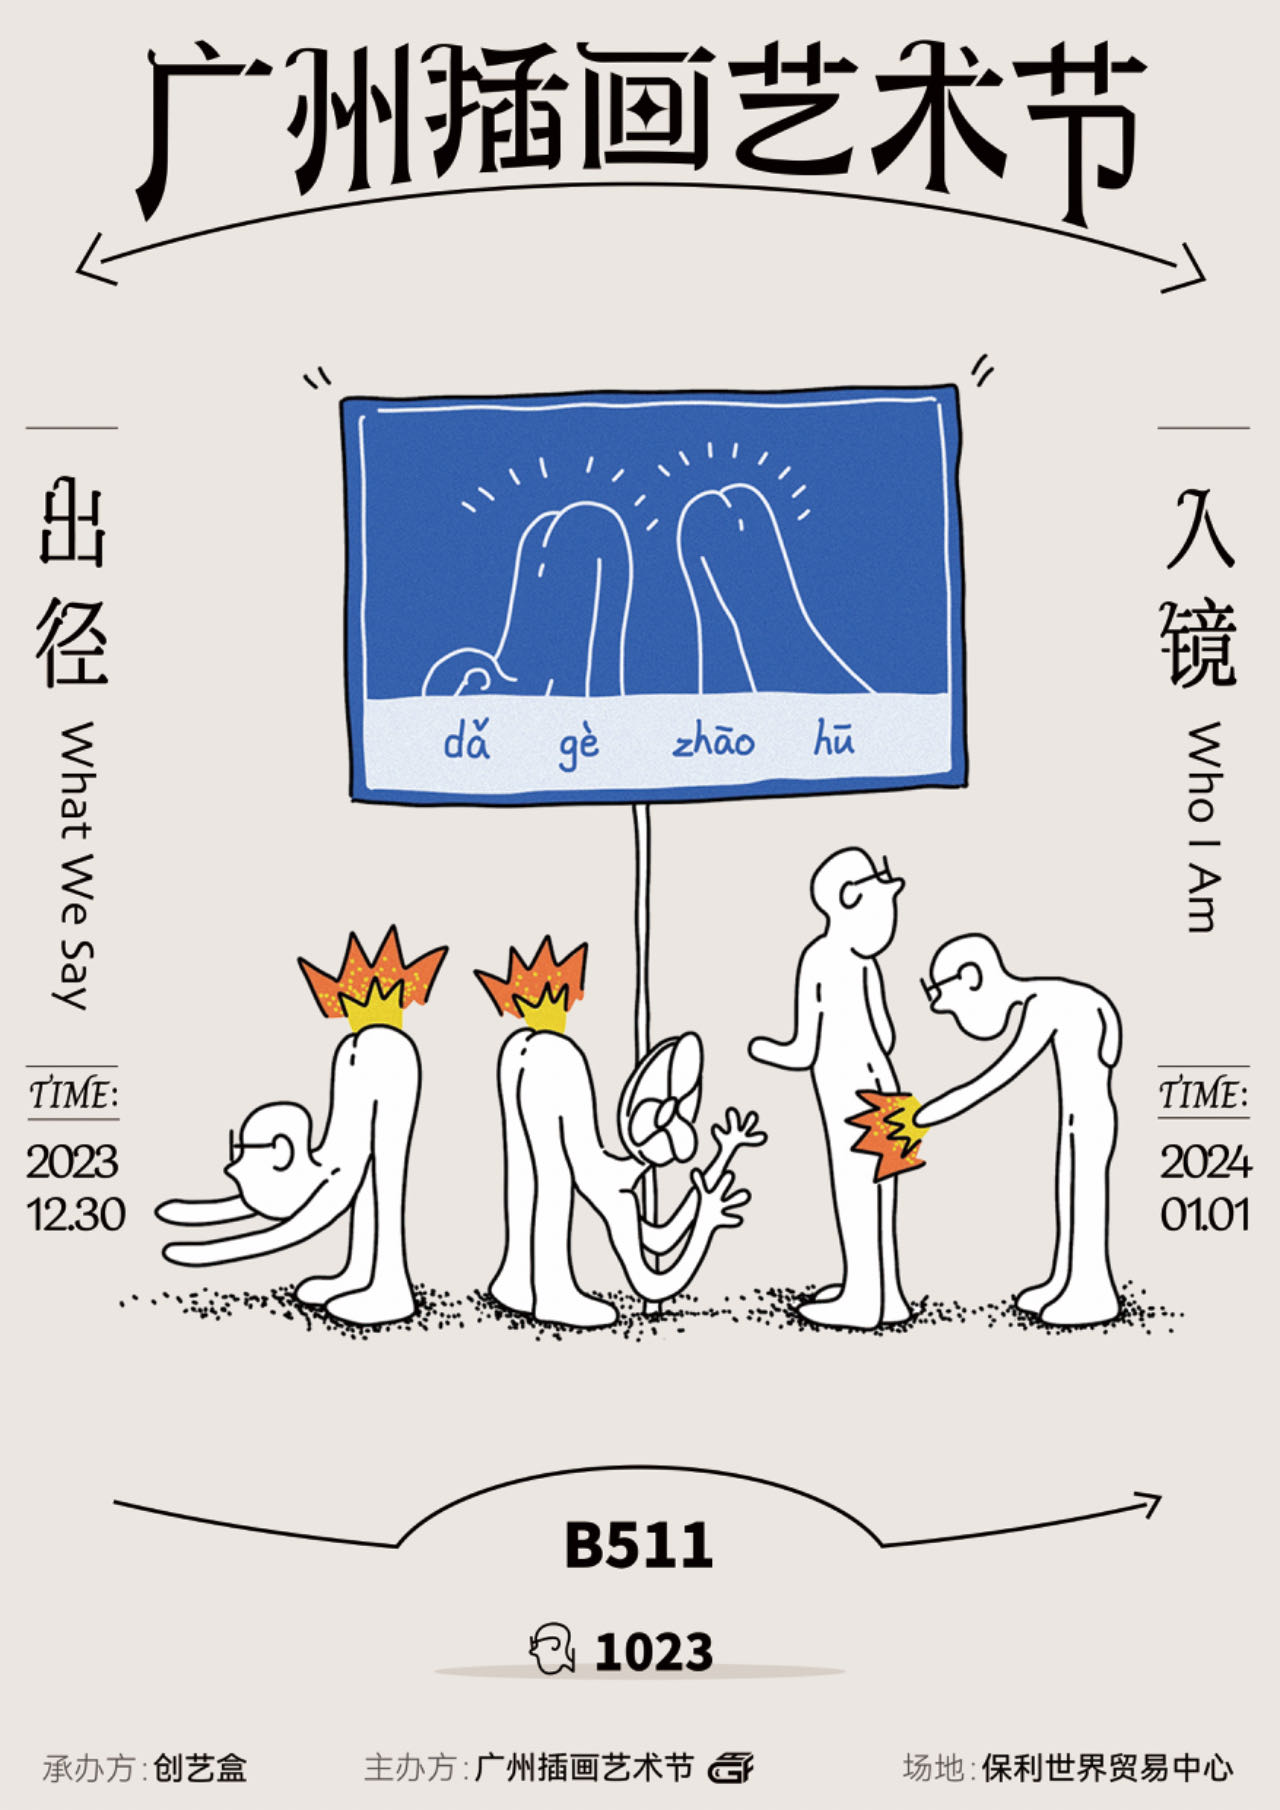 广州插画艺术节
出径 What We Say
入镜 Who I Am
dǎ gè zhāo hū
TIME:
2023
12.30
TIME:
2024
01.01
B511
1023
承办方:创艺盒
主办方:广州插画艺术节
场地:保利世界贸易中心